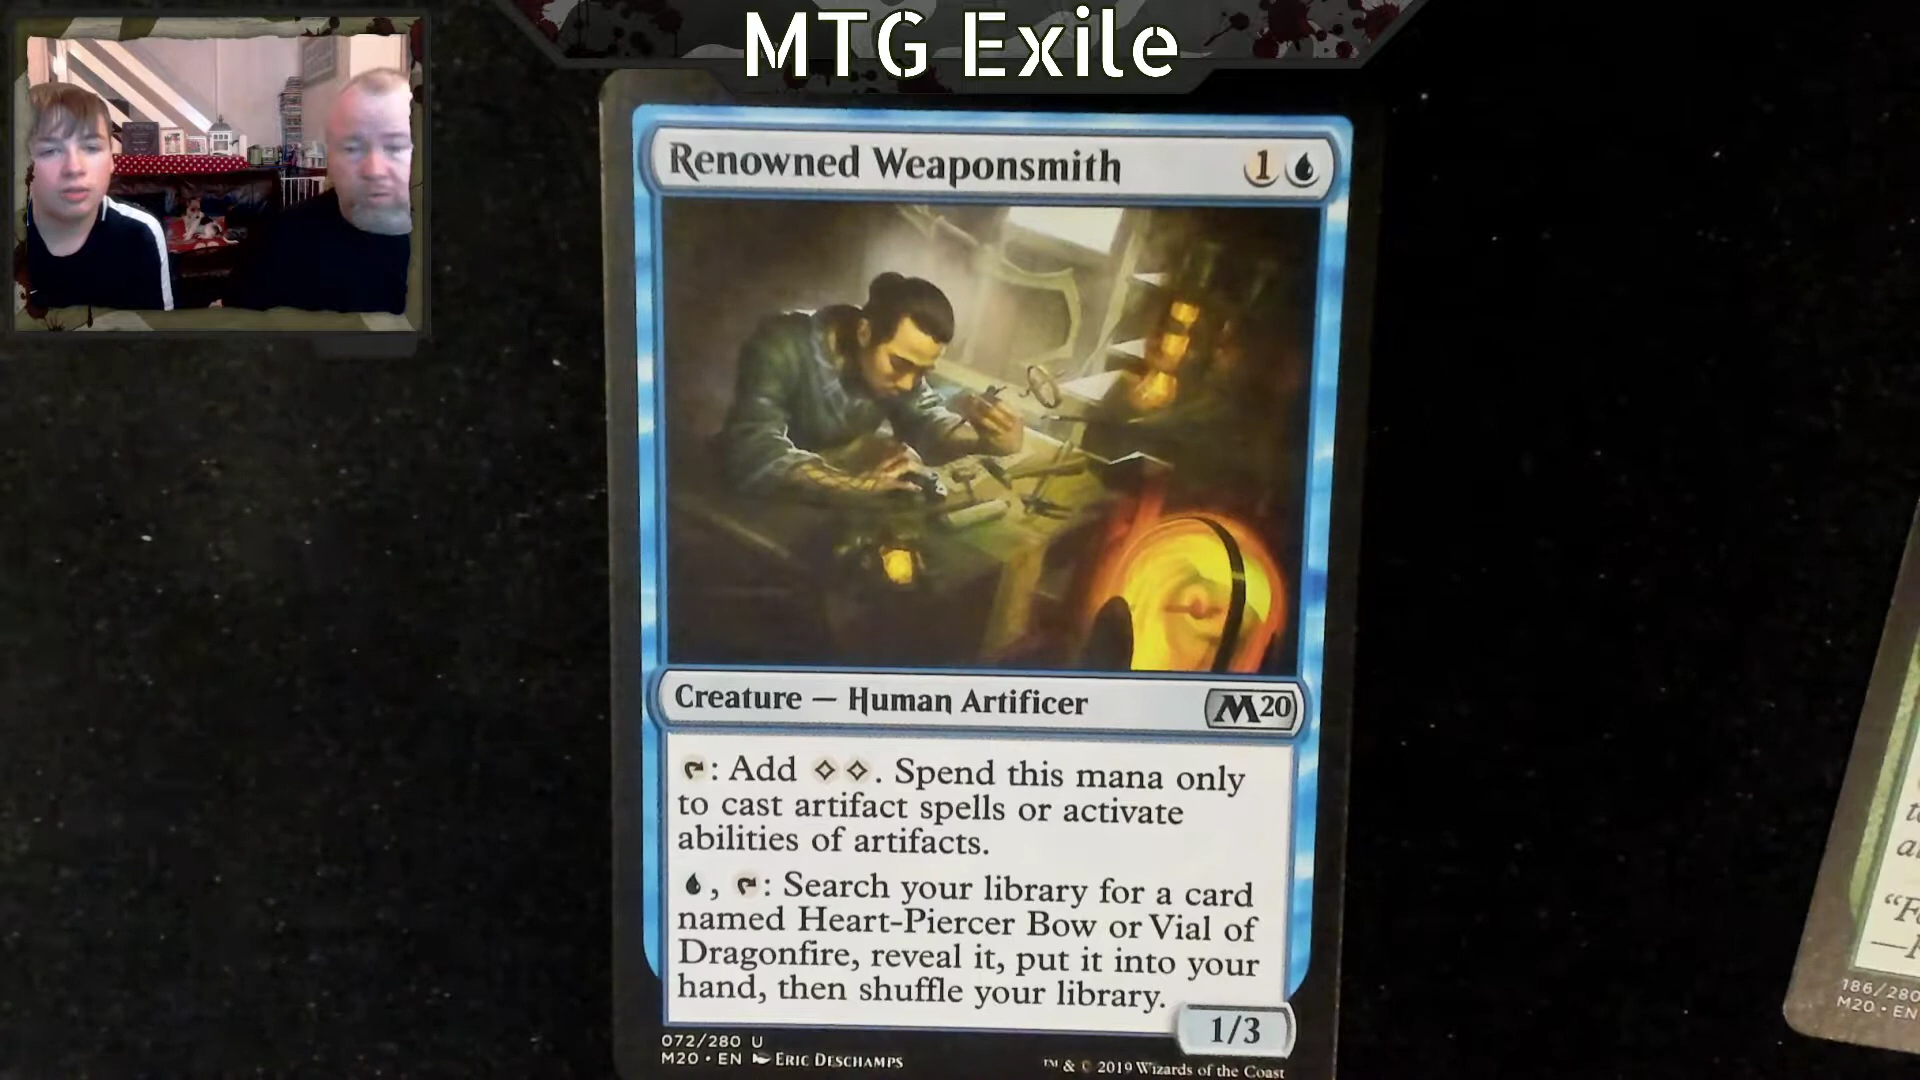 MTG Exile
Renowned Weaponsmith 1
Creature — Human Artificer M20
: Add . Spend this mana only
to cast artifact spells or activate
abilities of artifacts.
, : Search your library for a card
named Heart-Piercer Bow or Vial of
Dragonfire, reveal it, put it into your
hand, then shuffle your library.
1/3
072/280 U
M20 • EN Eric Deschamps
™ & © 2019 Wizards of the Coast
186/280
M20 • EN